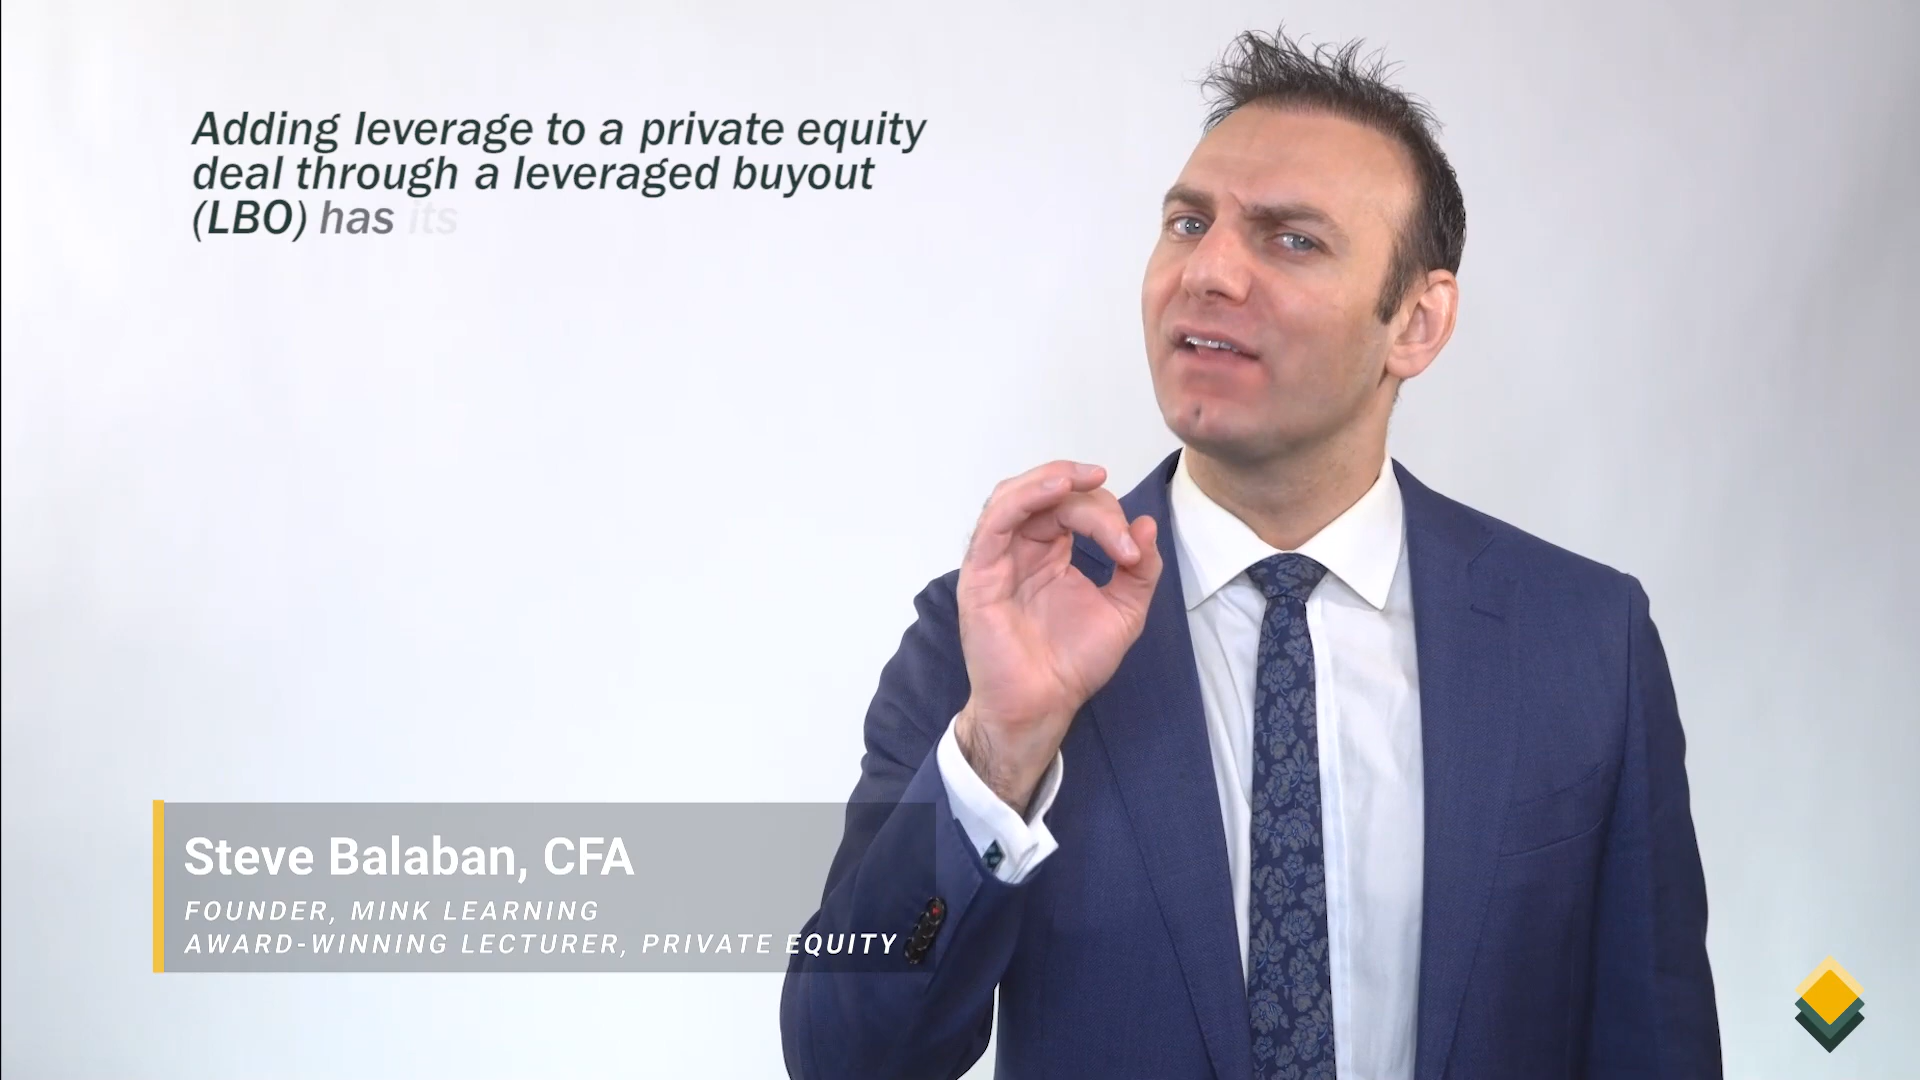 Adding leverage to a private equity
deal through a leveraged buyout
(LBO) has its
Steve Balaban, CFA
FOUNDER, MINK LEARNING
AWARD-WINNING LECTURER, PRIVATE EQUITY